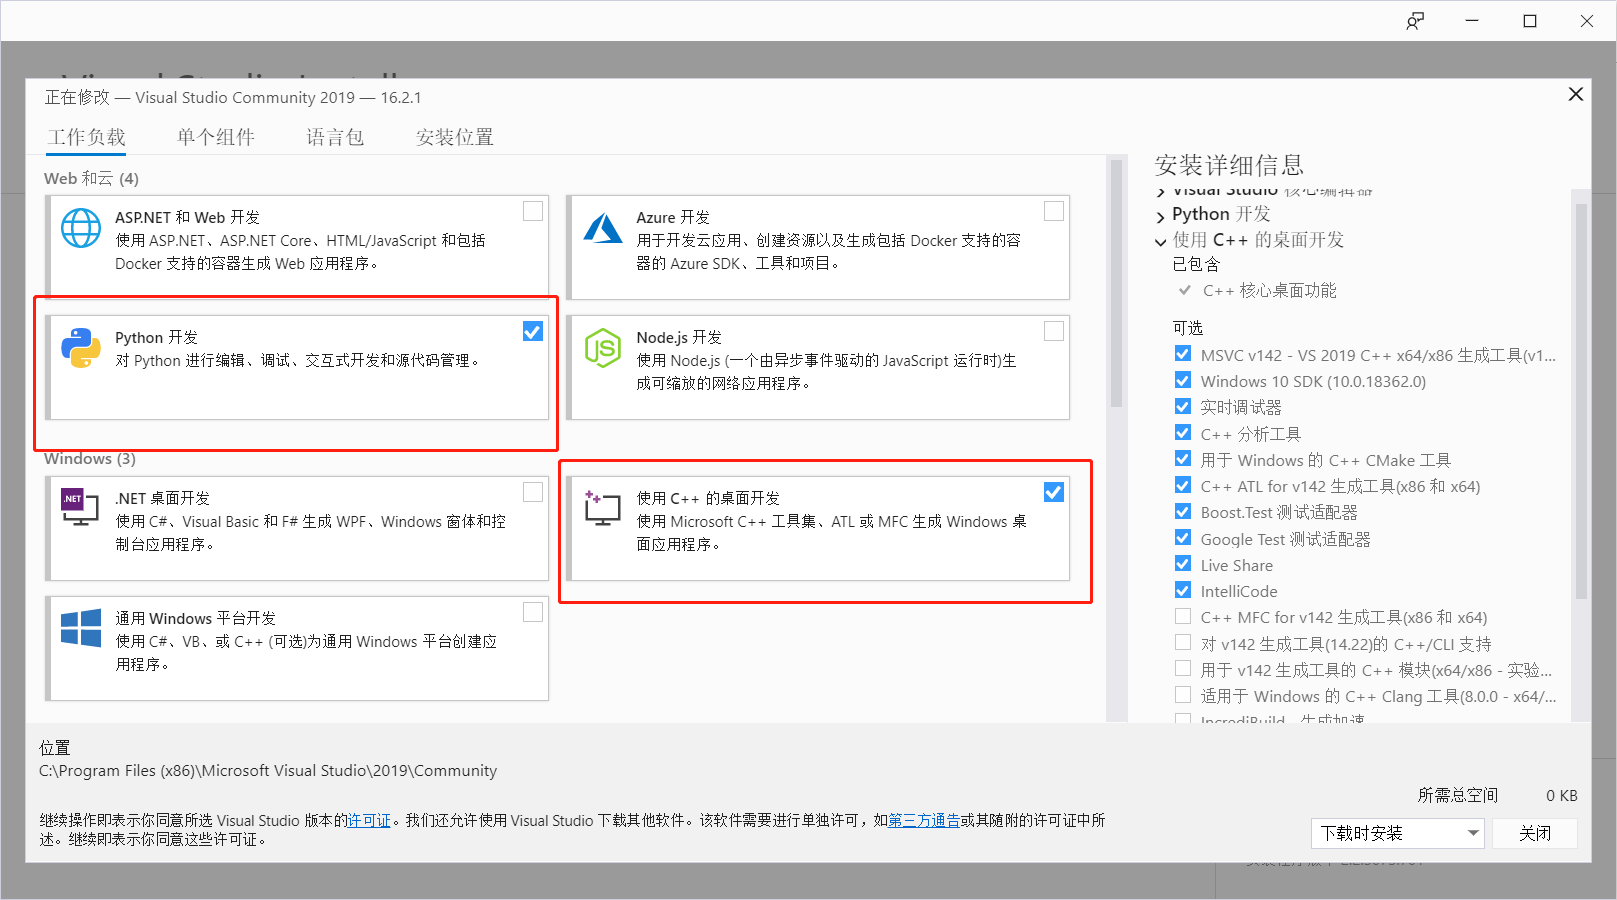 正在修改 — Visual Studio Community 2019 — 16.2.1
工作负载
单个组件
语言包
安装位置
Web 和云 (4)
ASP.NET 和 Web 开发
使用 ASP.NET、ASP.NET Core、HTML/JavaScript 和包括
Docker 支持的容器生成 Web 应用程序。
Azure 开发
用于开发云应用、创建资源以及生成包括 Docker 支持的容
器的 Azure SDK、工具和项目。
Python 开发
对 Python 进行编辑、调试、交互式开发和源代码管理。
Node.js 开发
使用 Node.js (一个由异步事件驱动的 JavaScript 运行时)生
成可缩放的网络应用程序。
Windows (3)
.NET
.NET 桌面开发
使用 C#、Visual Basic 和 F# 生成 WPF、Windows 窗体和控
制台应用程序。
使用 C++ 的桌面开发
使用 Microsoft C++ 工具集、ATL 或 MFC 生成 Windows 桌
面应用程序。
通用 Windows 平台开发
使用 C#、VB、或 C++ (可选)为通用 Windows 平台创建应
用程序。
安装详细信息
Visual Studio 核心编辑器
Python 开发
使用 C++ 的桌面开发
已包含
C++ 核心桌面功能
可选
MSVC v142 - VS 2019 C++ x64/x86 生成工具(v1...
Windows 10 SDK (10.0.18362.0)
实时调试器
C++ 分析工具
用于 Windows 的 C++ CMake 工具
C++ ATL for v142 生成工具(x86 和 x64)
Boost.Test 测试适配器
Google Test 测试适配器
Live Share
IntelliCode
C++ MFC for v142 生成工具(x86 和 x64)
对 v142 生成工具(14.22)的 C++/CLI 支持
用于 v142 生成工具的 C++ 模块(x64/x86 - 实验...
适用于 Windows 的 C++ Clang 工具(8.0.0 - x64/...
IncrediBuild - 生成加速
位置
C:\Program Files (x86)\Microsoft Visual Studio\2019\Community
继续操作即表示你同意所选 Visual Studio 版本的许可证。我们还允许使用 Visual Studio 下载其他软件。该软件需要进行单独许可，如第三方通告或其随附的许可证中所
述。继续即表示你同意这些许可证。
所需总空间 0 KB
下载时安装
关闭